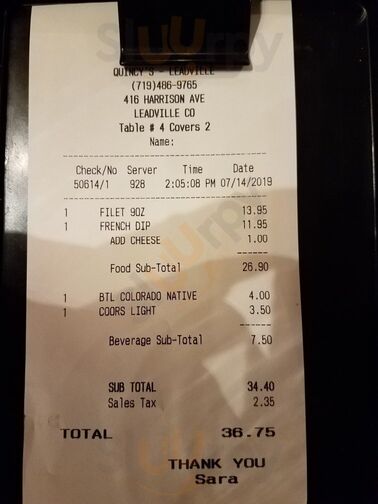 Slurpy
QUINCY'S - LEADVILLE
(719)486-9765
416 HARRISON AVE
LEADVILLE CO
Table # 4 Covers 2
Name:
Check/No Server Time Date
50614/1 928 2:05:08 PM 07/14/2019
1 FILET 9OZ 13.95
1 FRENCH DIP 11.95
ADD CHEESE 1.00
Food Sub-Total 26.90
1 BTL COLORADO NATIVE 4.00
1 COORS LIGHT 3.50
Beverage Sub-Total 7.50
SUB TOTAL 34.40
Sales Tax 2.35
TOTAL 36.75
THANK YOU
Sara